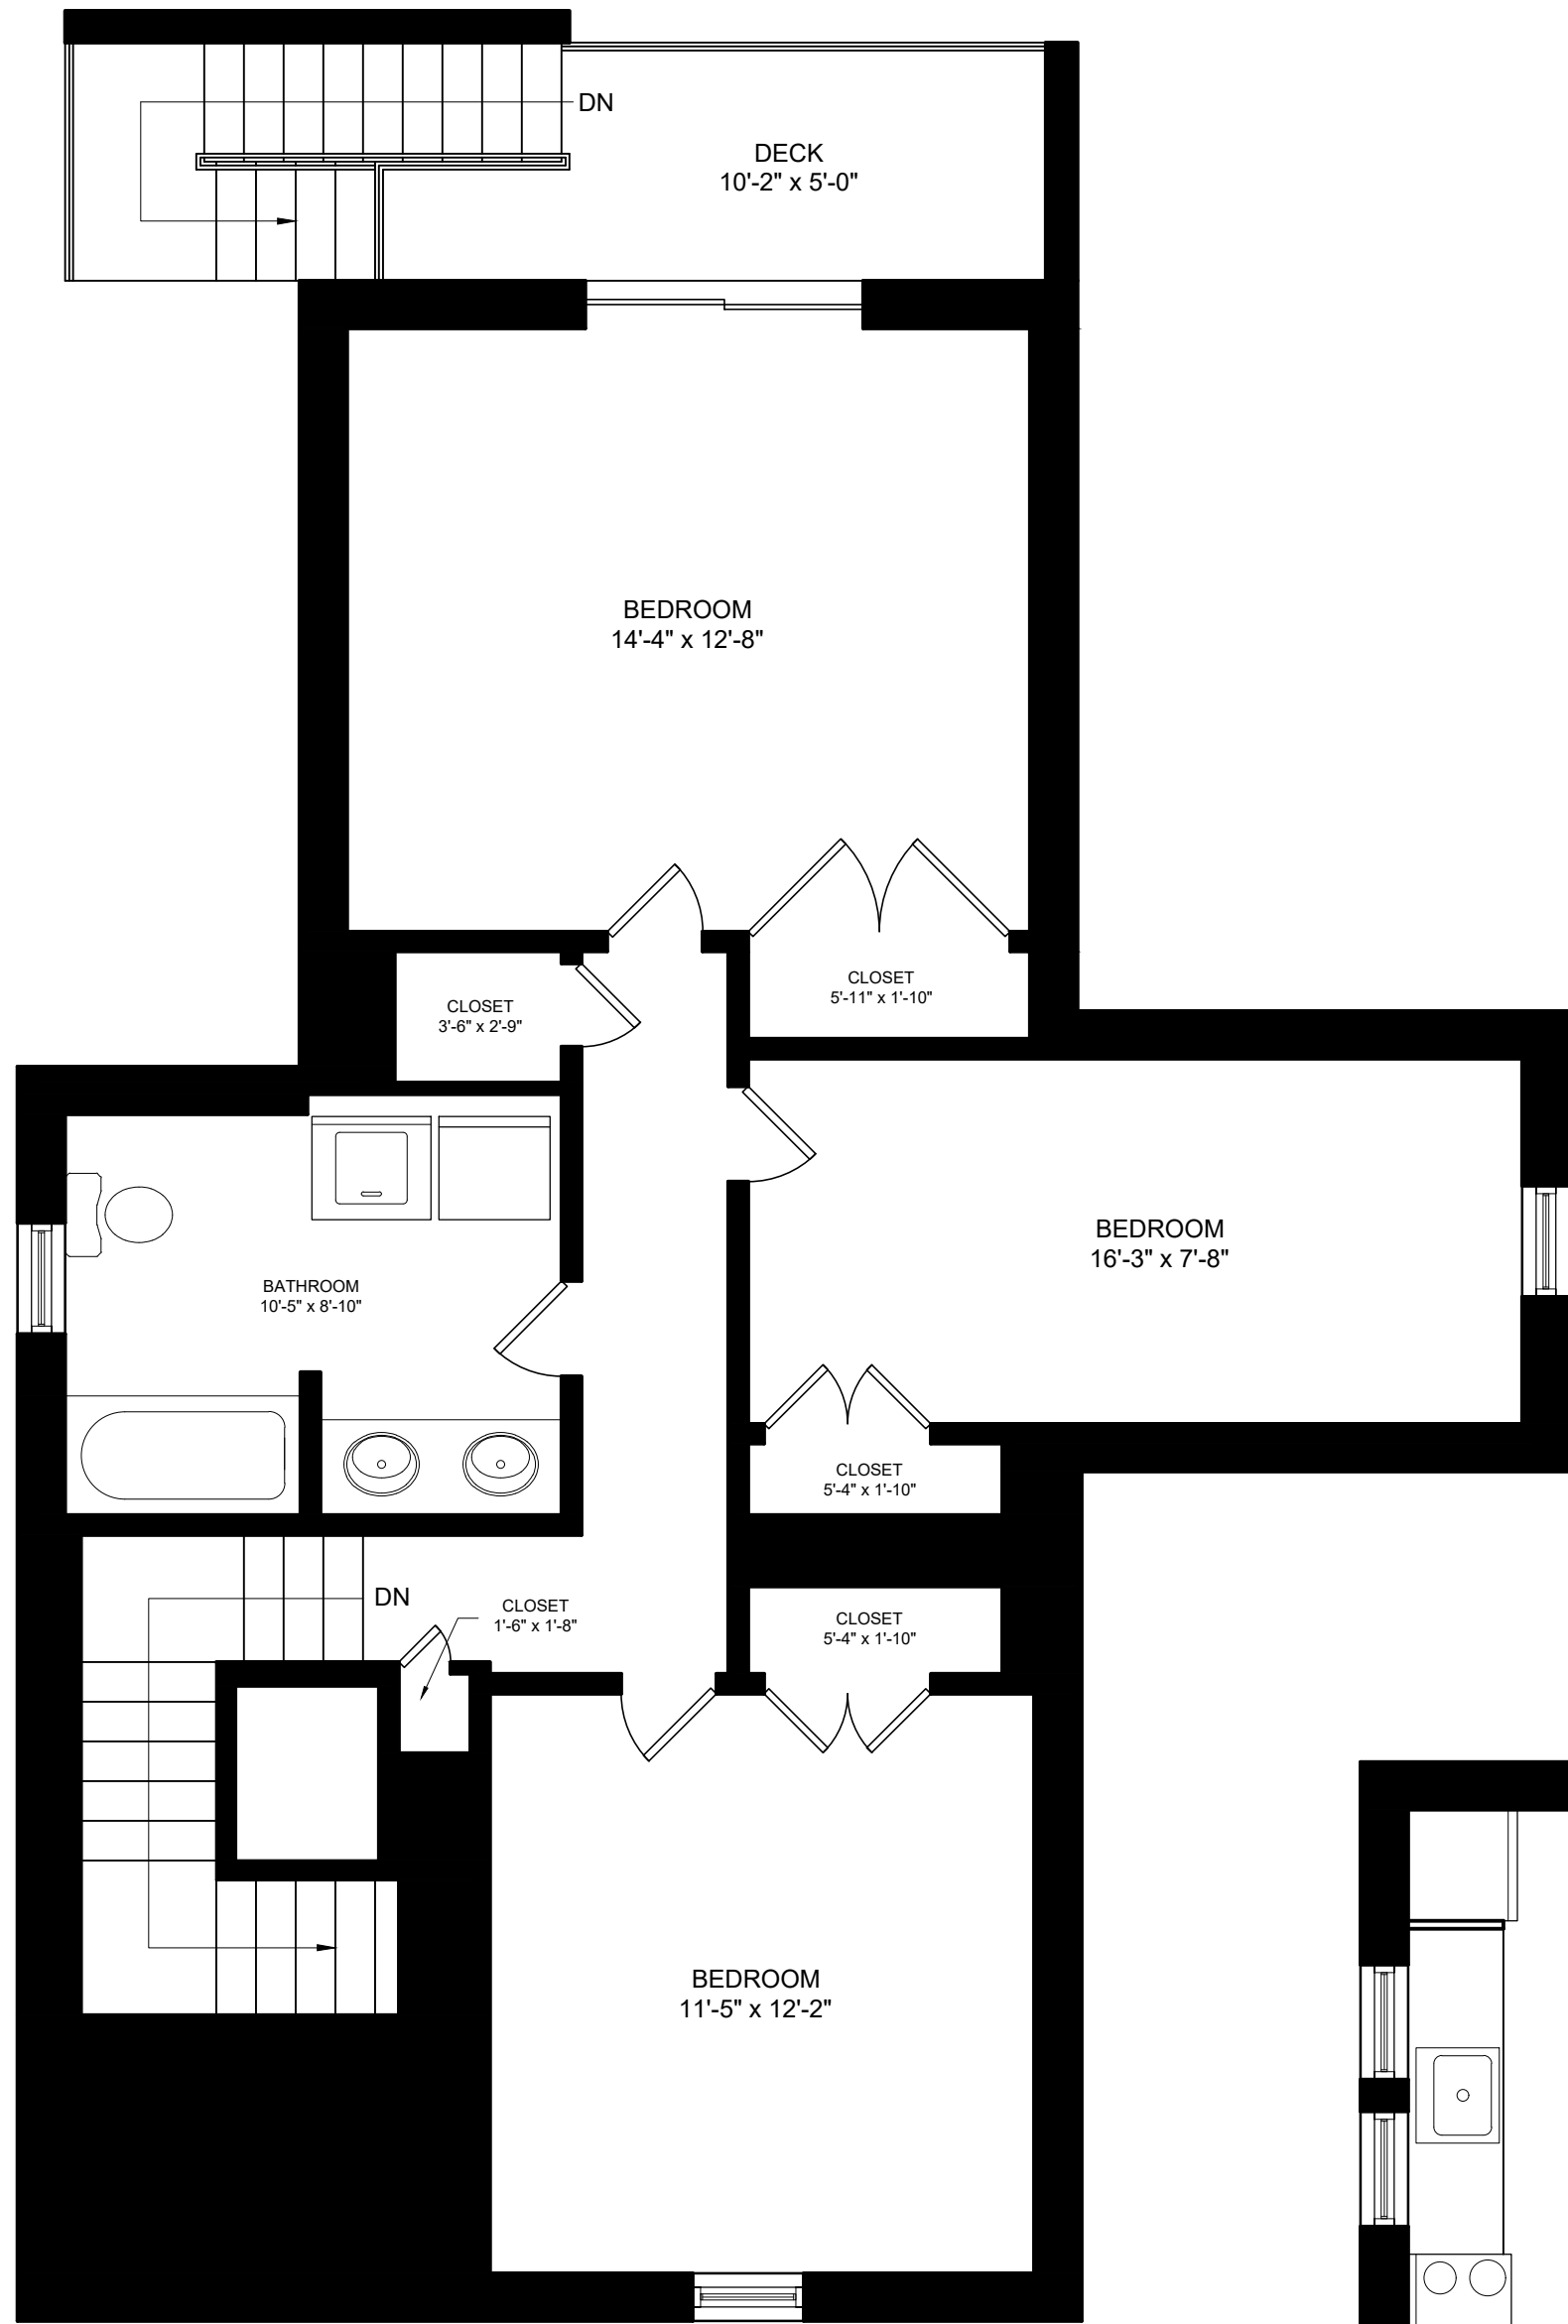 DN
DECK
10'-2" x 5'-0"
BEDROOM
14'-4" x 12'-8"
CLOSET
5'-11" x 1'-10"
CLOSET
3'-6" x 2'-9"
BEDROOM
16'-3" x 7'-8"
BATHROOM
10'-5" x 8'-10"
CLOSET
5'-4" x 1'-10"
DN
CLOSET
1'-6" x 1'-8"
CLOSET
5'-4" x 1'-10"
BEDROOM
11'-5" x 12'-2"